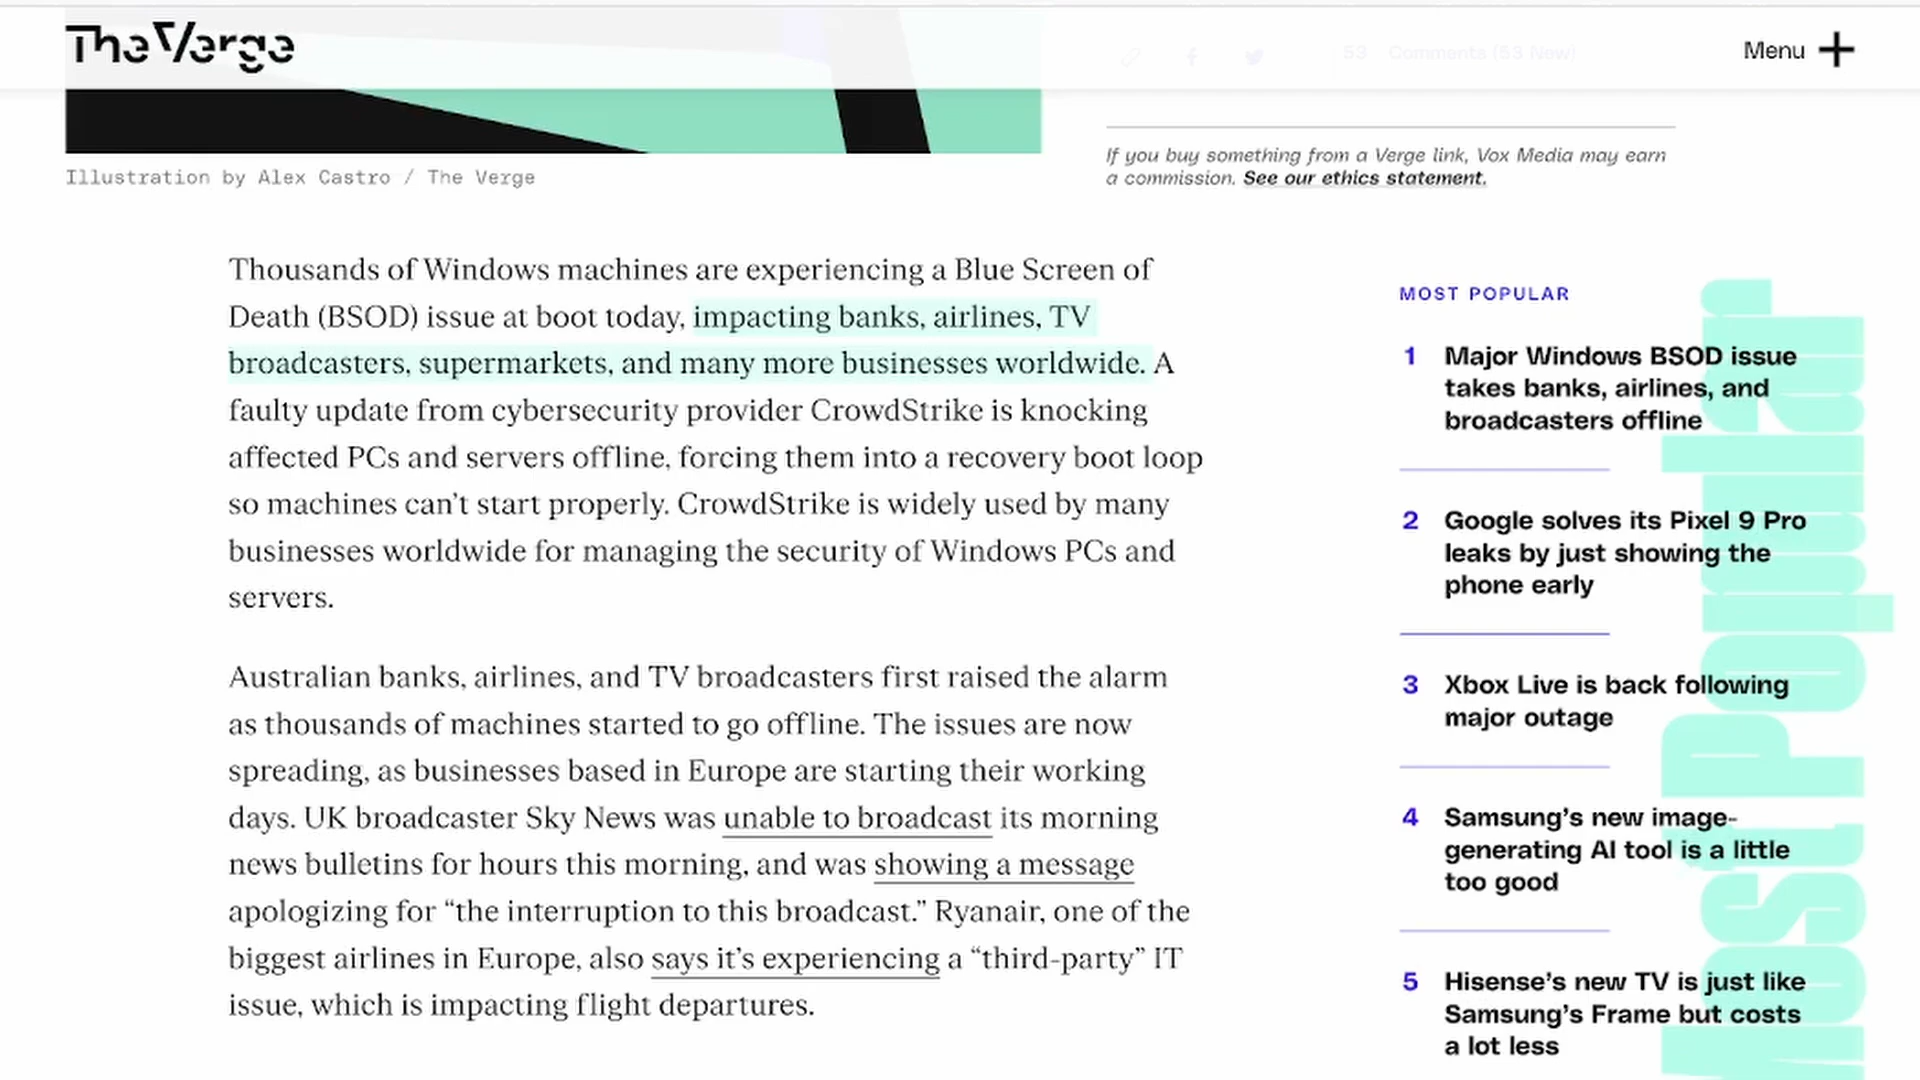 The Verge
53 Comments (53 New)
Menu
Illustration by Alex Castro / The Verge
If you buy something from a Verge link, Vox Media may earn
a commission. See our ethics statement.
Thousands of Windows machines are experiencing a Blue Screen of
Death (BSOD) issue at boot today, impacting banks, airlines, TV
broadcasters, supermarkets, and many more businesses worldwide. A
faulty update from cybersecurity provider CrowdStrike is knocking
affected PCs and servers offline, forcing them into a recovery boot loop
so machines can’t start properly. CrowdStrike is widely used by many
businesses worldwide for managing the security of Windows PCs and
servers.
Australian banks, airlines, and TV broadcasters first raised the alarm
as thousands of machines started to go offline. The issues are now
spreading, as businesses based in Europe are starting their working
days. UK broadcaster Sky News was unable to broadcast its morning
news bulletins for hours this morning, and was showing a message
apologizing for “the interruption to this broadcast.” Ryanair, one of the
biggest airlines in Europe, also says it’s experiencing a “third-party” IT
issue, which is impacting flight departures.
MOST POPULAR
1 Major Windows BSOD issue
takes banks, airlines, and
broadcasters offline
2 Google solves its Pixel 9 Pro
leaks by just showing the
phone early
3 Xbox Live is back following
major outage
4 Samsung’s new image-
generating AI tool is a little
too good
5 Hisense’s new TV is just like
Samsung’s Frame but costs
a lot less
Most Popular